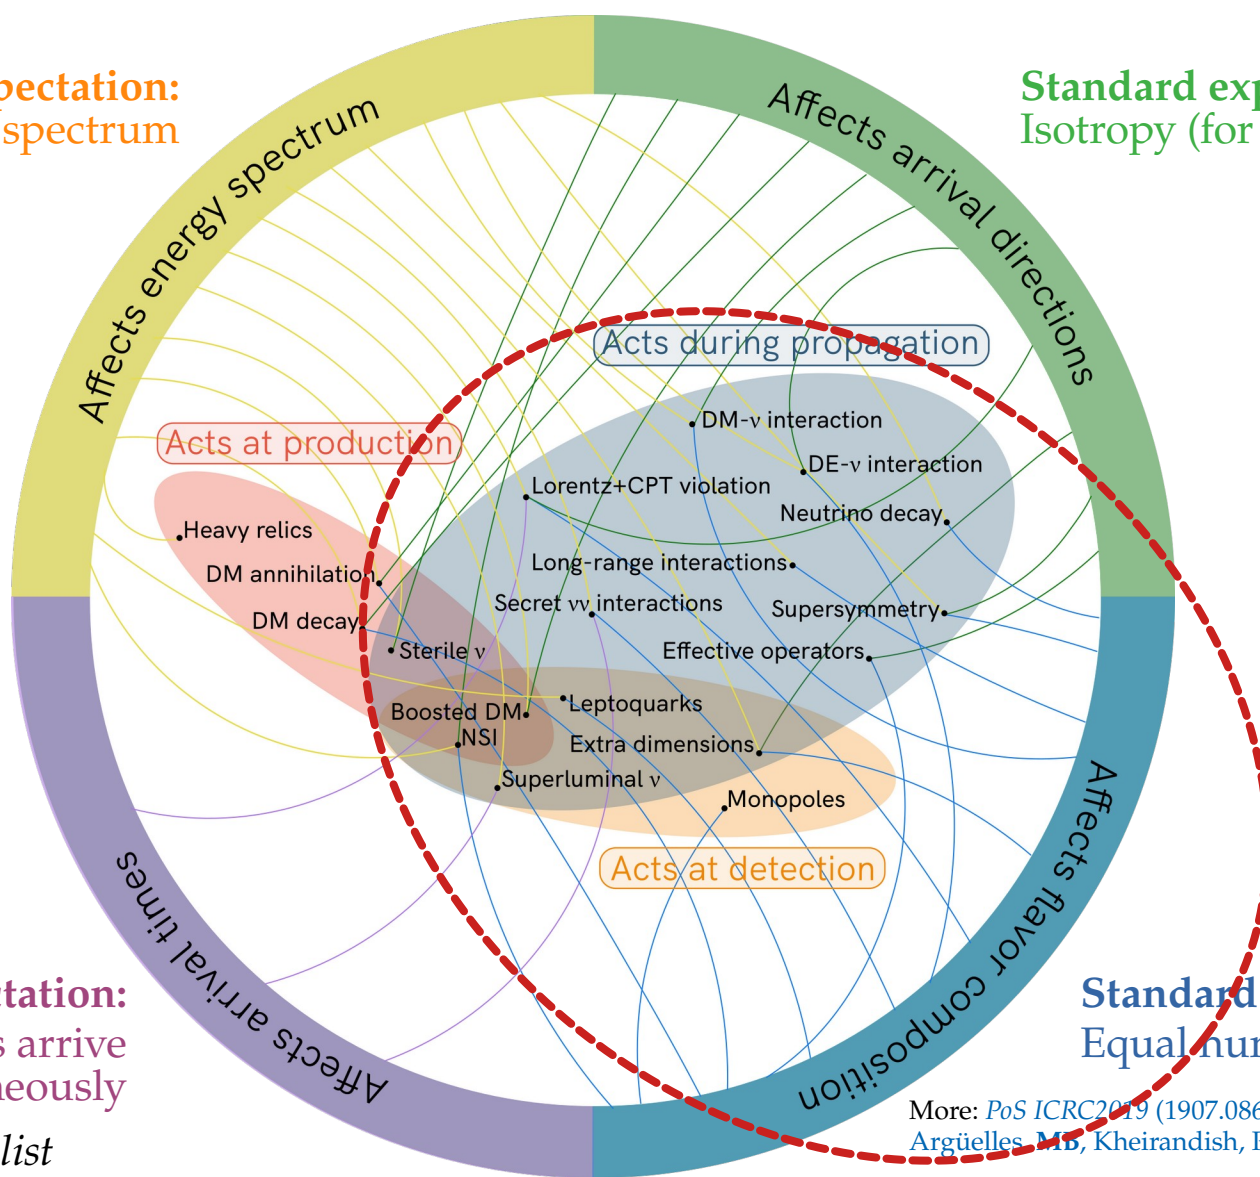 pectation:
spectrum
Standard exp
Isotropy (for
Affects energy spectrum
Affects arrival directions
Acts during propagation
Acts at production
DM-ν interaction
DE-ν interaction
Lorentz+CPT violation
Neutrino decay
Heavy relics
Long-range interactions
DM annihilation
Secret νν interactions
Supersymmetry
DM decay
Sterile ν
Effective operators
Leptoquarks
Boosted DM
NSI
Extra dimensions
Superluminal ν
Monopoles
Acts at detection
Affects arrival times
Affects flavor composition
tation:
s arrive
neously
list
Standard
Equal num
More: PoS ICRC2019 (1907.086
Argüelles, MB, Kheirandish, I